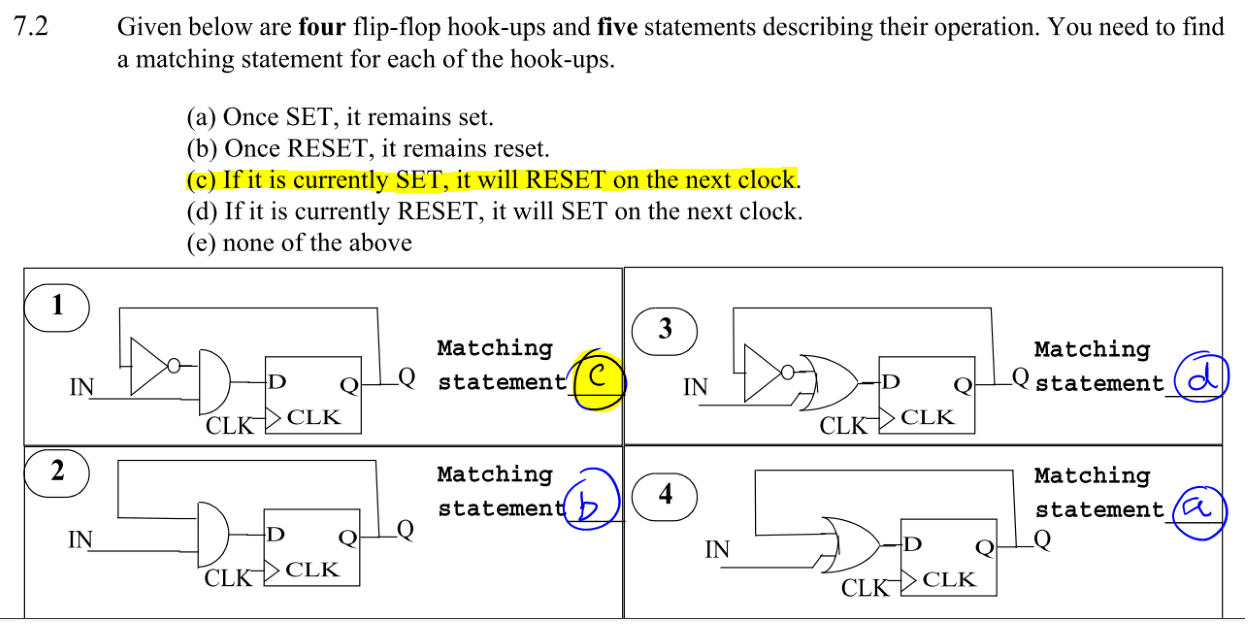 7.2 Given below are four flip-flop hook-ups and five statements describing their operation. You need to find
a matching statement for each of the hook-ups.
(a) Once SET, it remains set.
(b) Once RESET, it remains reset.
(c) If it is currently SET, it will RESET on the next clock.
(d) If it is currently RESET, it will SET on the next clock.
(e) none of the above
1
Matching
statement c
IN
D
Q
Q
CLK
CLK
3
Matching
statement d
IN
D
Q
Q
CLK
CLK
2
Matching
statement b
IN
D
Q
Q
CLK
CLK
4
Matching
statement a
IN
D
Q
Q
CLK
CLK